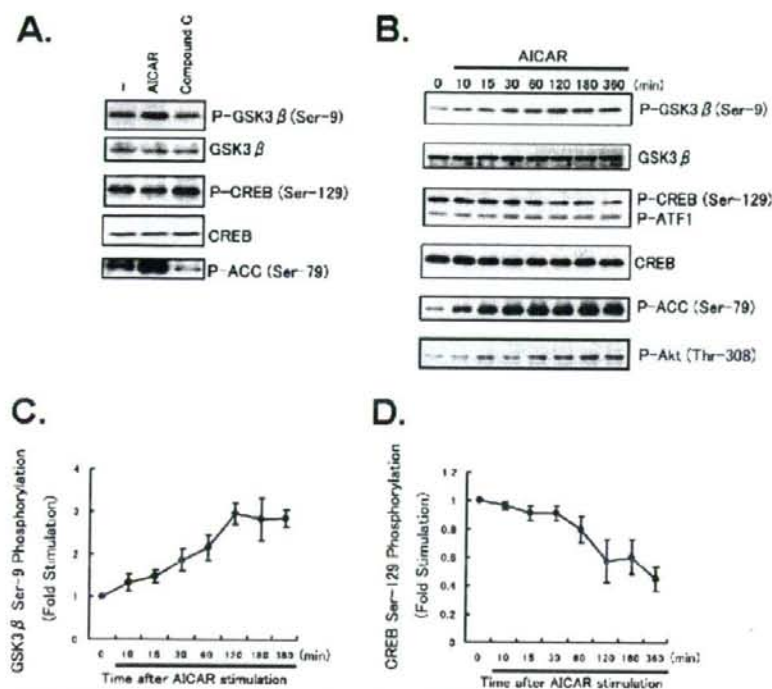 A.
- AICAR Compound C
P-GSK3β (Ser-9)
GSK3β
P-CREB (Ser-129)
CREB
P-ACC (Ser-79)
B.
AICAR
0 10 15 30 60 120 180 360 (min)
P-GSK3β (Ser-9)
GSK3β
P-CREB (Ser-129)
P-ATF1
CREB
P-ACC (Ser-79)
P-Akt (Thr-308)
C.
GSK3β Ser-9 Phosphorylation
(Fold Stimulation)
4
3
2
1
0
0 10 15 30 60 120 180 360 (min)
Time after AICAR stimulation
D.
CREB Ser-129 Phosphorylation
(Fold Stimulation)
1.2
1
0.8
0.6
0.4
0.2
0
0 10 15 30 60 120 180 360 (min)
Time after AICAR stimulation